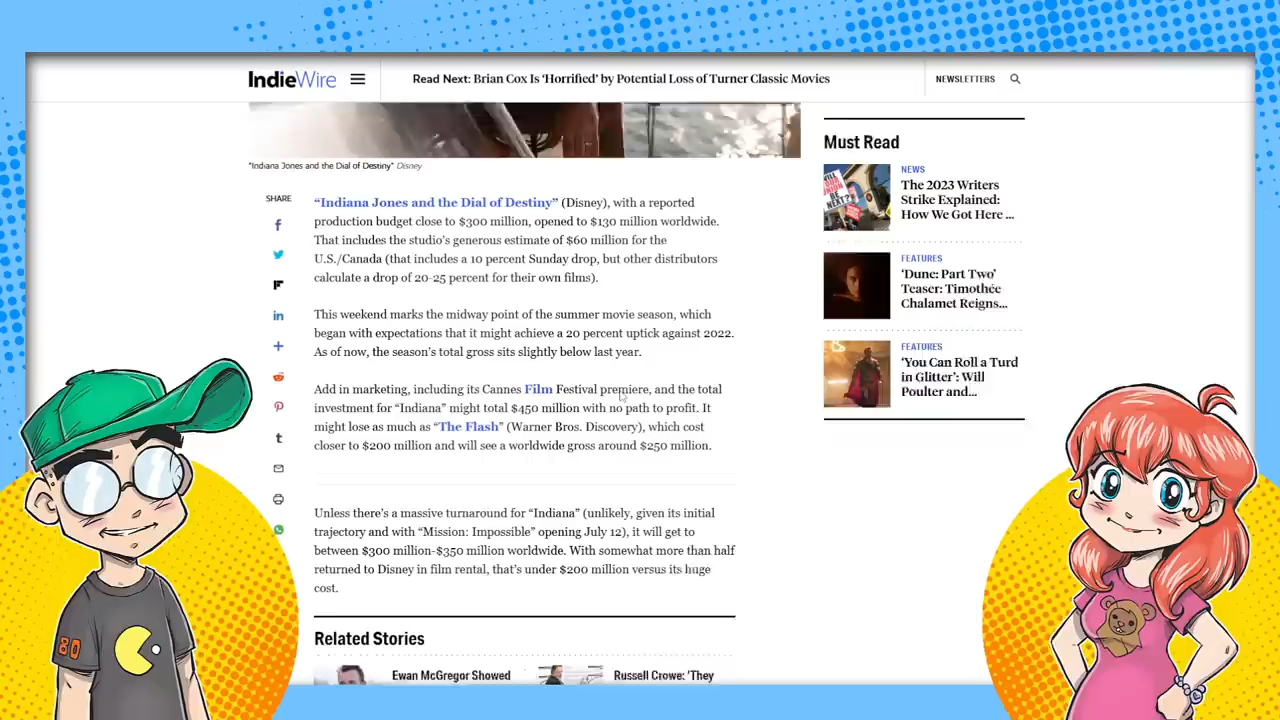 IndieWire
Read Next: Brian Cox Is ‘Horrified’ by Potential Loss of Turner Classic Movies
NEWSLETTERS
"Indiana Jones and the Dial of Destiny" Disney
SHARE
“Indiana Jones and the Dial of Destiny” (Disney), with a reported
production budget close to $300 million, opened to $130 million worldwide.
That includes the studio’s generous estimate of $60 million for the
U.S./Canada (that includes a 10 percent Sunday drop, but other distributors
calculate a drop of 20-25 percent for their own films).
This weekend marks the midway point of the summer movie season, which
began with expectations that it might achieve a 20 percent uptick against 2022.
As of now, the season’s total gross sits slightly below last year.
Add in marketing, including its Cannes Film Festival premiere, and the total
investment for “Indiana” might total $450 million with no path to profit. It
might lose as much as “The Flash” (Warner Bros. Discovery), which cost
closer to $200 million and will see a worldwide gross around $250 million.
Unless there’s a massive turnaround for “Indiana” (unlikely, given its initial
trajectory and with “Mission: Impossible” opening July 12), it will get to
between $300 million-$350 million worldwide. With somewhat more than half
returned to Disney in film rental, that’s under $200 million versus its huge
cost.
Related Stories
Ewan McGregor Showed
Russell Crowe: ‘They
Must Read
NEWS
The 2023 Writers
Strike Explained:
How We Got Here ...
FEATURES
‘Dune: Part Two’
Teaser: Timothée
Chalamet Reigns...
FEATURES
‘You Can Roll a Turd
in Glitter’: Will
Poulter and...
80